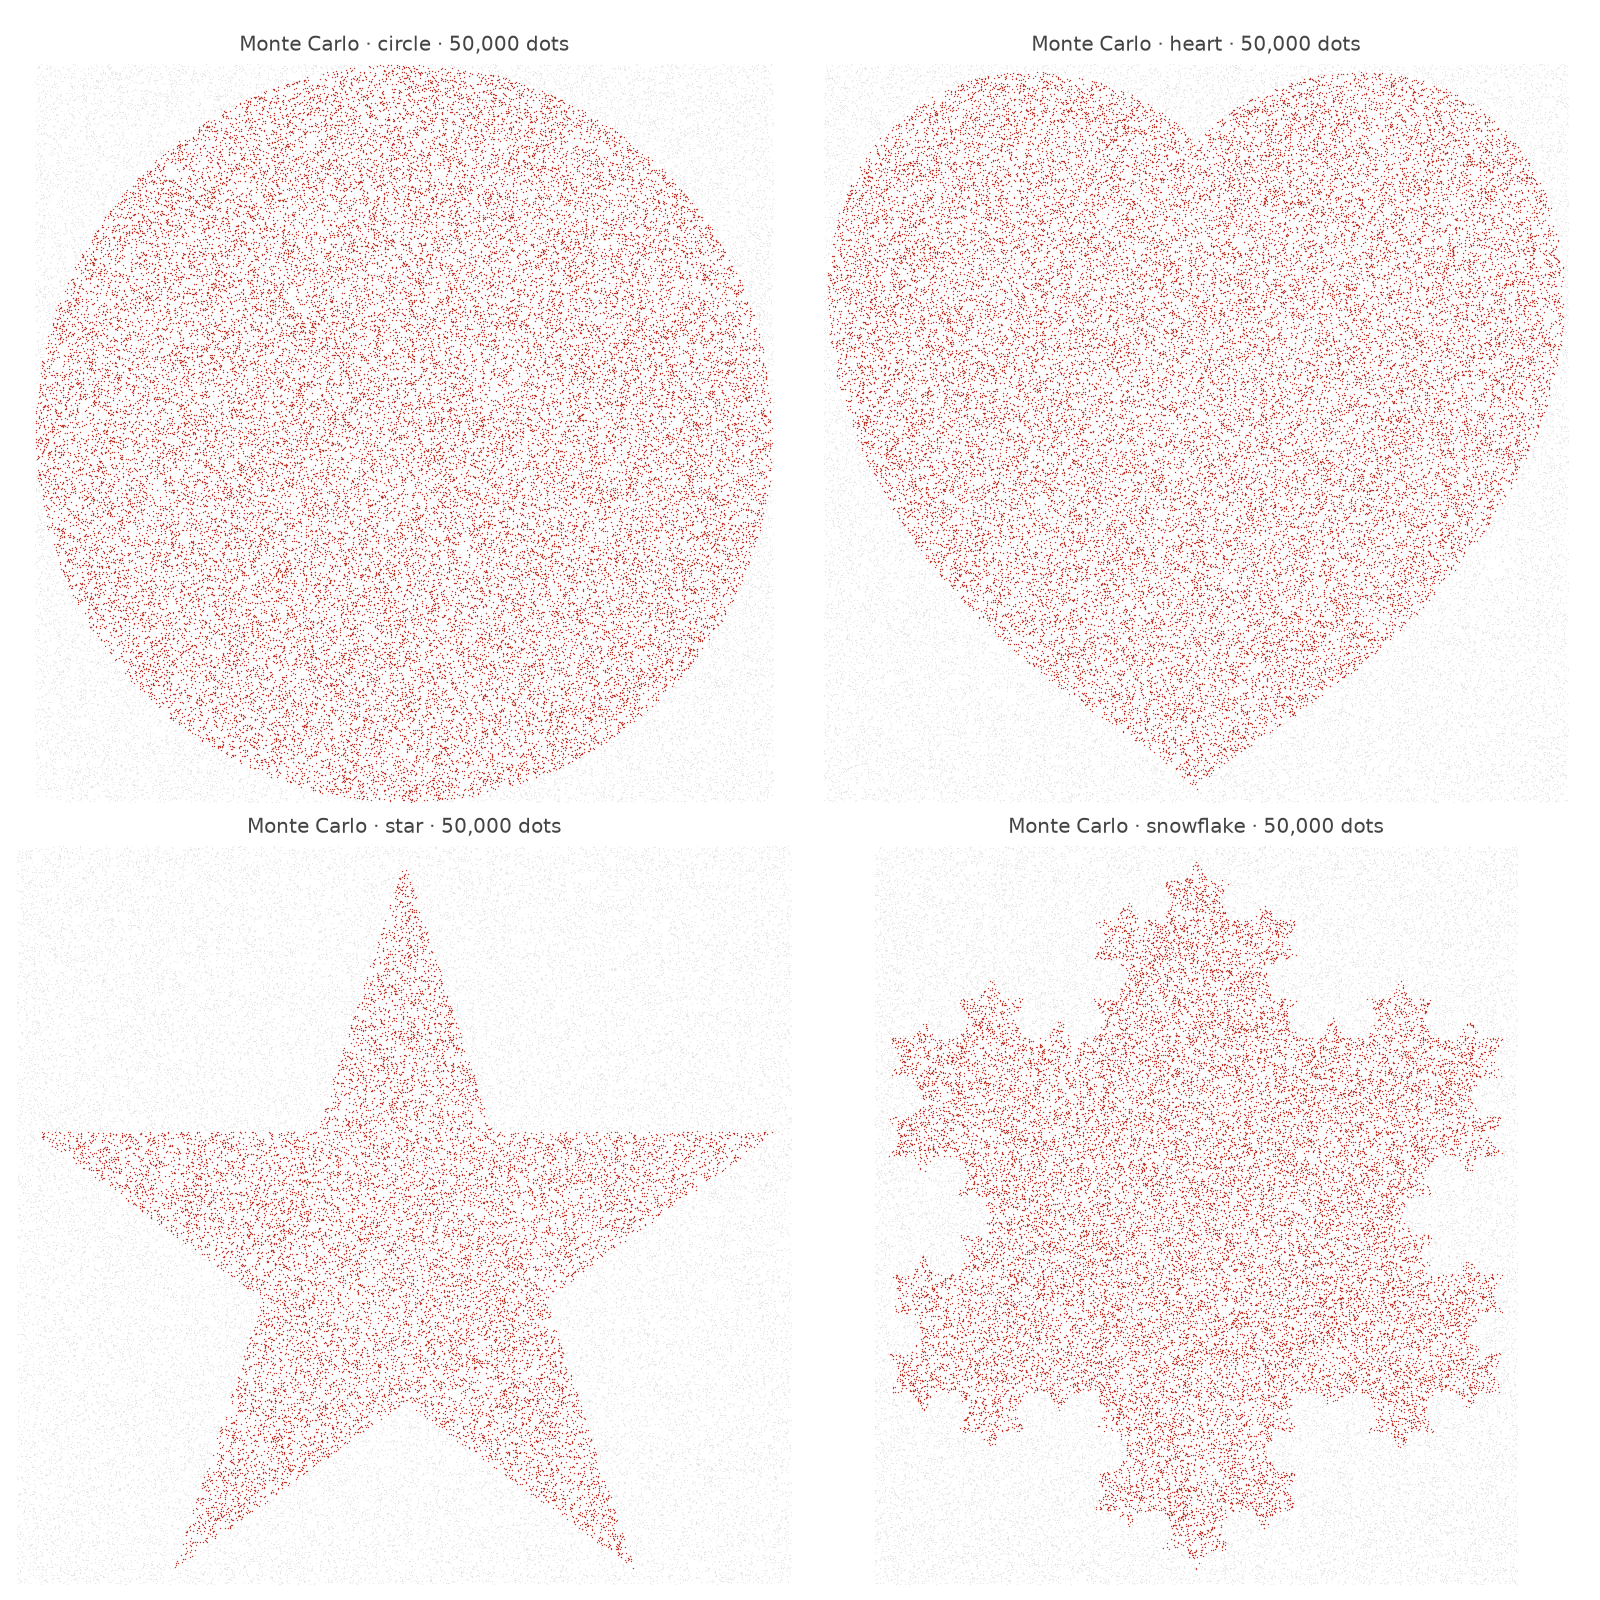 Monte Carlo · circle · 50,000 dots
Monte Carlo · heart · 50,000 dots
Monte Carlo · star · 50,000 dots
Monte Carlo · snowflake · 50,000 dots